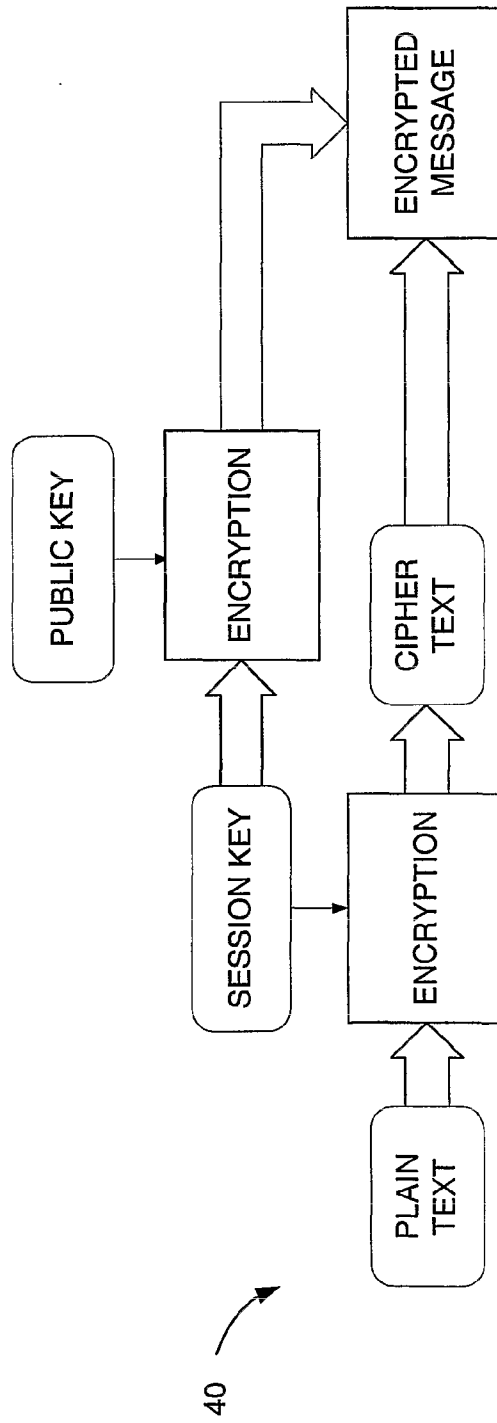 PUBLIC KEY
SESSION KEY
ENCRYPTION
PLAIN
TEXT
ENCRYPTION
CIPHER
TEXT
ENCRYPTED
MESSAGE
40